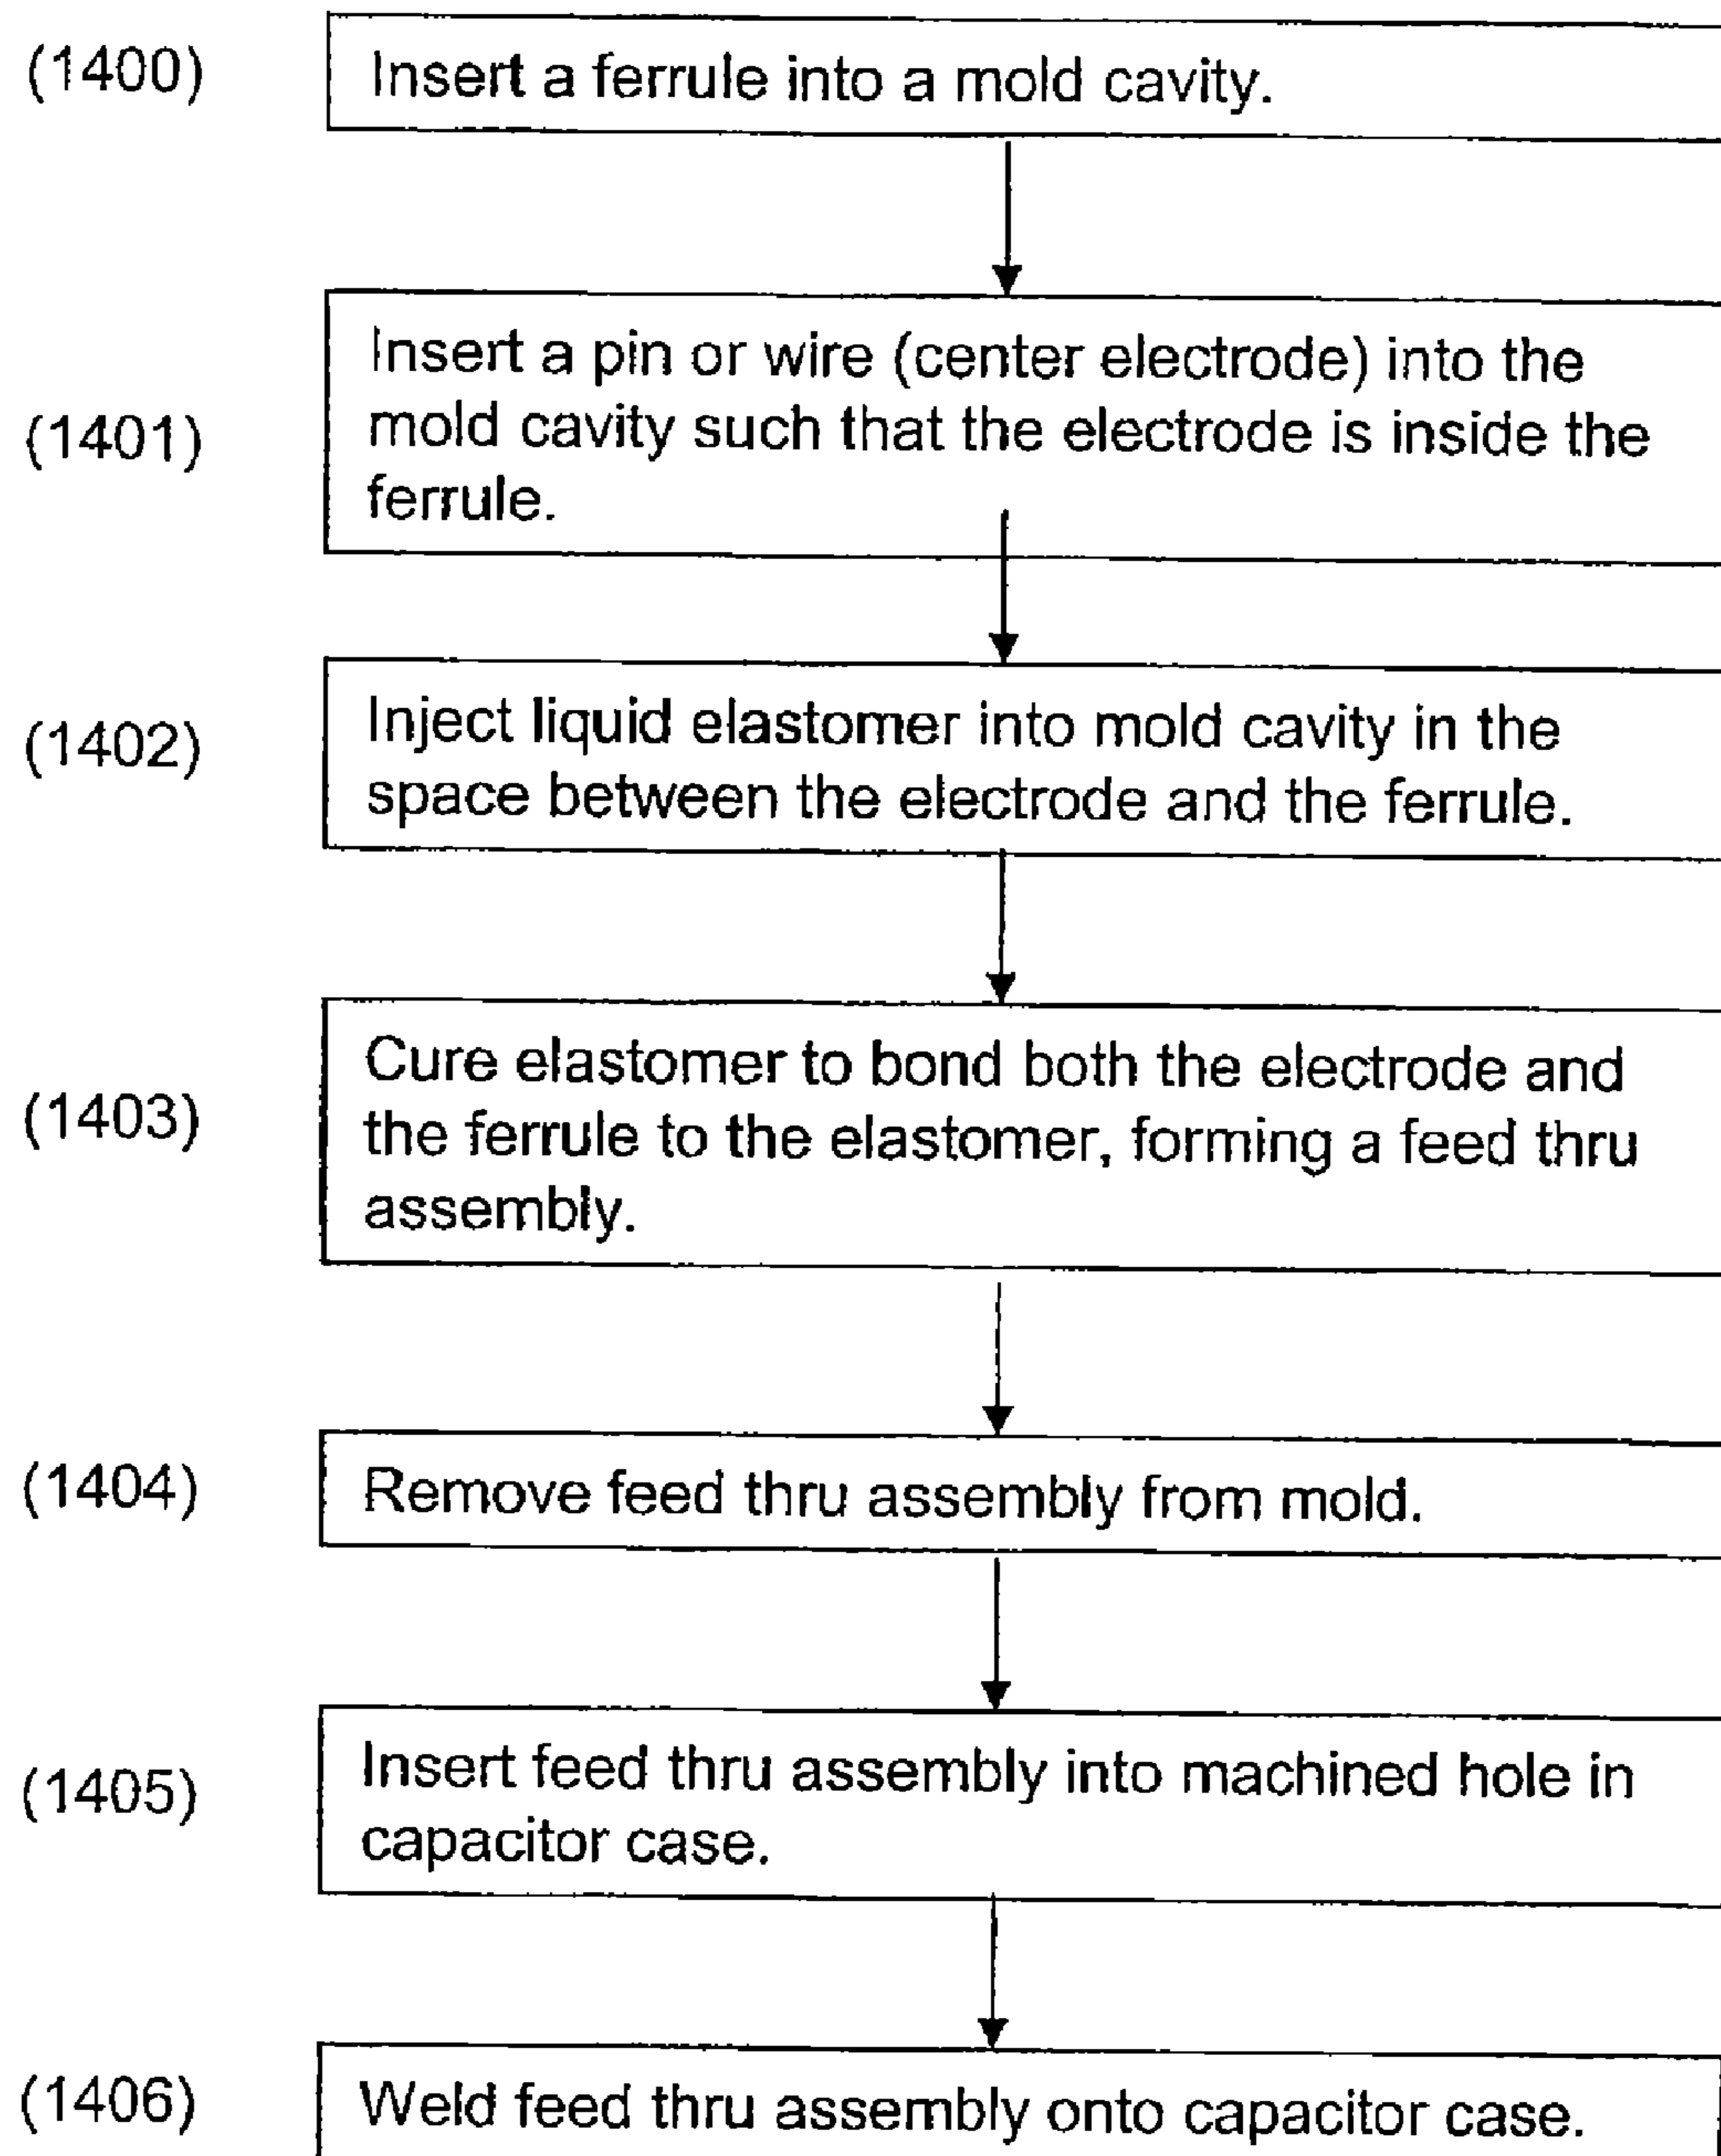 (1400)
Insert a ferrule into a mold cavity.
(1401)
Insert a pin or wire (center electrode) into the
mold cavity such that the electrode is inside the
ferrule.
(1402)
Inject liquid elastomer into mold cavity in the
space between the electrode and the ferrule.
(1403)
Cure elastomer to bond both the electrode and
the ferrule to the elastomer, forming a feed thru
assembly.
(1404)
Remove feed thru assembly from mold.
(1405)
Insert feed thru assembly into machined hole in
capacitor case.
(1406)
Weld feed thru assembly onto capacitor case.